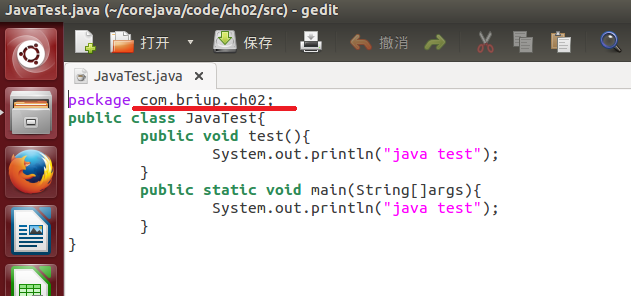 JavaTest.java (~/corejava/code/ch02/src) - gedit
打开
保存
撤消
JavaTest.java ×
package com.briup.ch02;
public class JavaTest{
public void test(){
System.out.println("java test");
}
public static void main(String[]args){
System.out.println("java test");
}
}